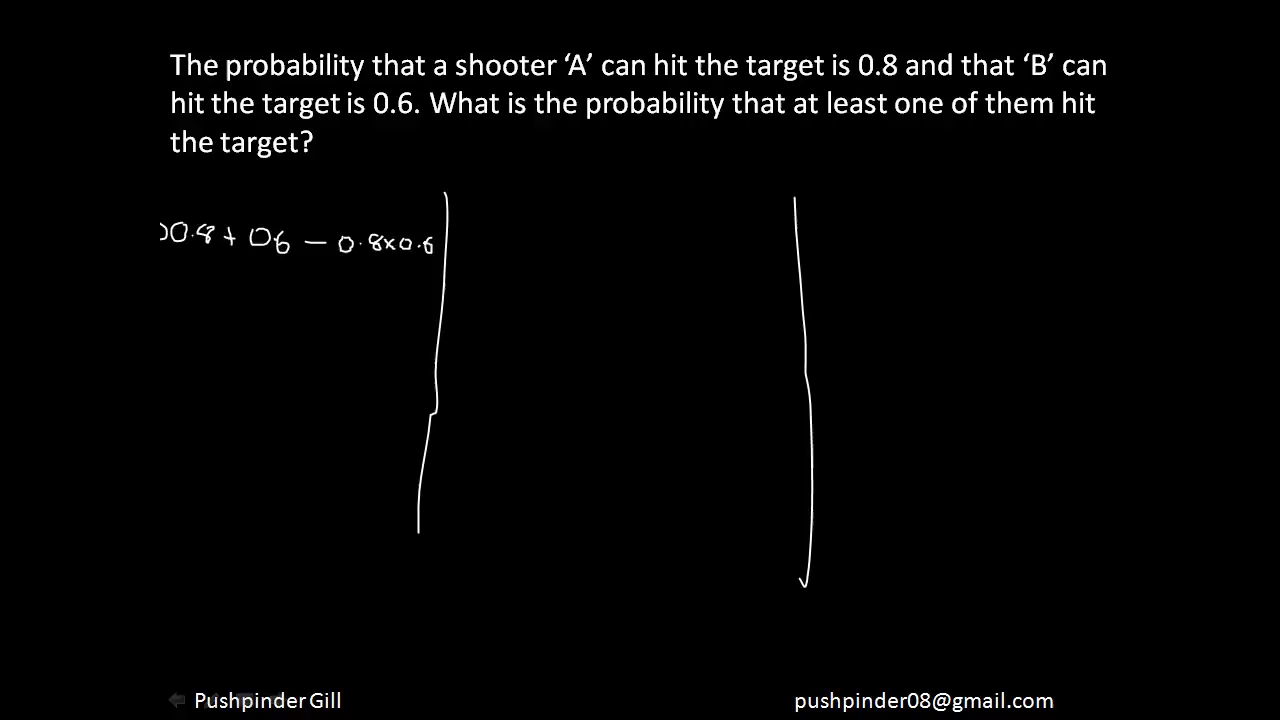 The probability that a shooter ‘A’ can hit the target is 0.8 and that ‘B’ can
hit the target is 0.6. What is the probability that at least one of them hit
the target?
0.8 + 06 – 0.8×0.6
Pushpinder Gill
pushpinder08@gmail.com